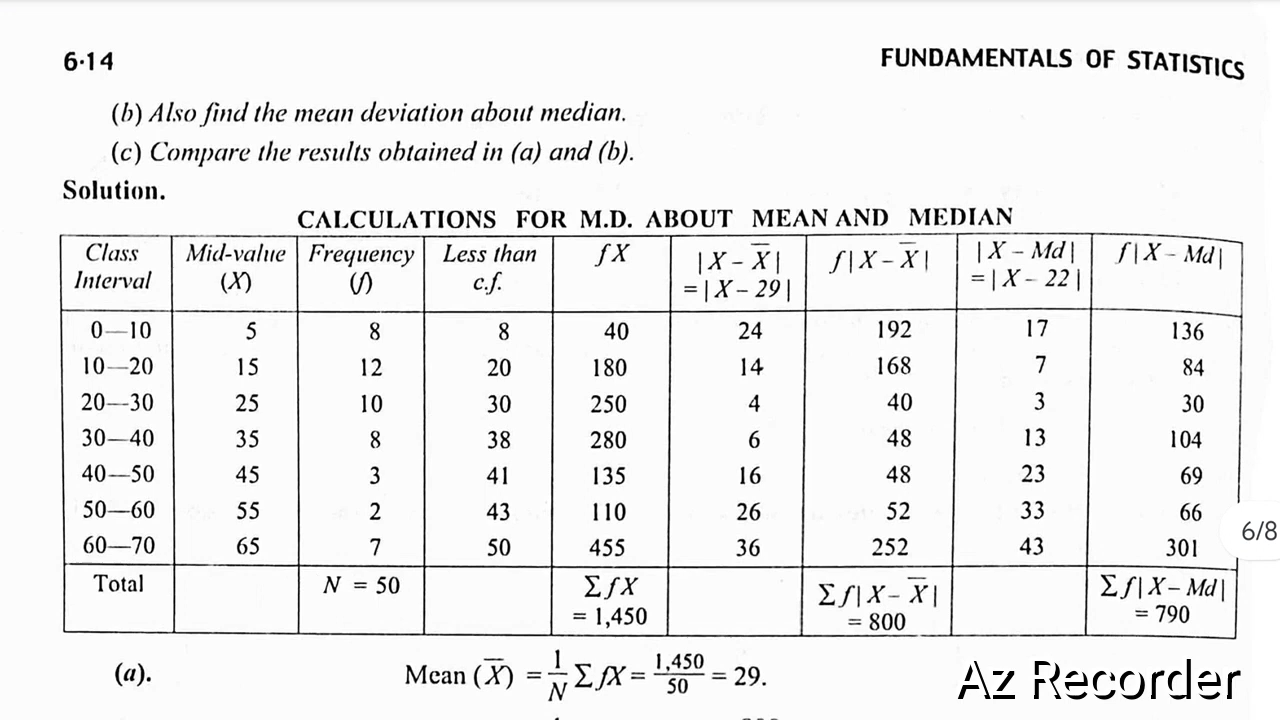 6·14 FUNDAMENTALS OF STATISTICS
(b) Also find the mean deviation about median.
(c) Compare the results obtained in (a) and (b).
Solution.
CALCULATIONS FOR M.D. ABOUT MEAN AND MEDIAN
Class Interval Mid-value (X) Frequency (f) Less than c.f. fX |X – X̅| = |X – 29| f|X – X̅| |X – Md| = |X – 22| f|X – Md|
0—10 5 8 8 40 24 192 17 136
10—20 15 12 20 180 14 168 7 84
20—30 25 10 30 250 4 40 3 30
30—40 35 8 38 280 6 48 13 104
40—50 45 3 41 135 16 48 23 69
50—60 55 2 43 110 26 52 33 66
60—70 65 7 50 455 36 252 43 301
Total N = 50 ΣfX = 1,450 Σf|X – X̅| = 800 Σf|X – Md| = 790
(a). Mean (X̅) = 1/N ΣfX = 1,450/50 = 29.
6/8
Az Recorder